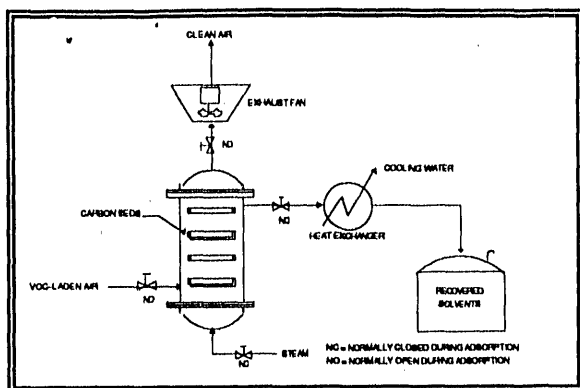 CLEAN AIR
EXHAUST FAN
NO
COOLING WATER
CARBON BEDS
HEAT EXCHANGER
VOC-LADEN AIR
NO
RECOVERED
SOLVENTS
STEAM
NC = NORMALLY CLOSED DURING ADSORPTION
NO = NORMALLY OPEN DURING ADSORPTION